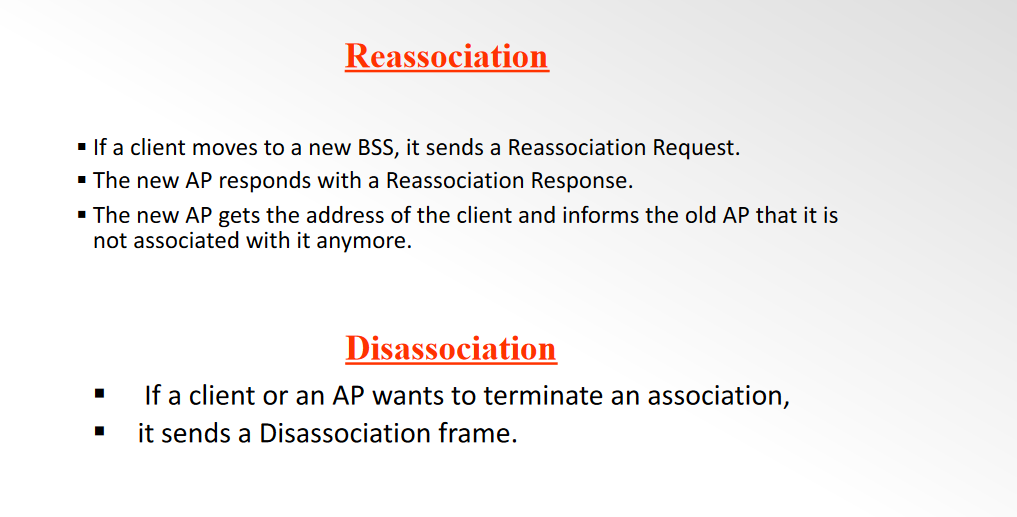 Reassociation
▪ If a client moves to a new BSS, it sends a Reassociation Request.
▪ The new AP responds with a Reassociation Response.
▪ The new AP gets the address of the client and informs the old AP that it is
not associated with it anymore.
Disassociation
▪ If a client or an AP wants to terminate an association,
▪ it sends a Disassociation frame.